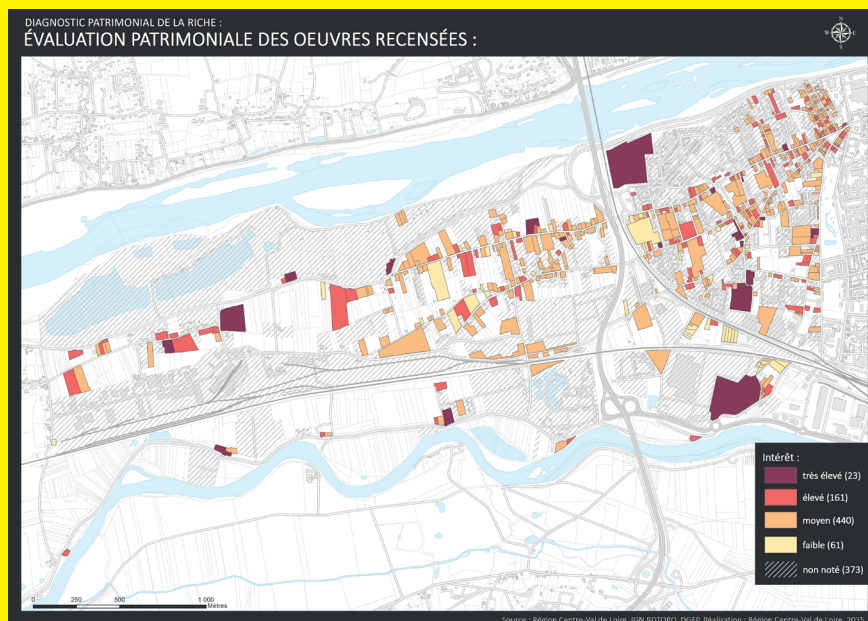 DIAGNOSTIC PATRIMONIAL DE LA RICHE :
ÉVALUATION PATRIMONIALE DES OEUVRES RECENSÉES :
N
W E
S
Intérêt :
très élevé (23)
élevé (161)
moyen (440)
faible (61)
non noté (373)
0 250 500 1 000
Mètres
Source : Région Centre-Val de Loire, IGN BDTOPO, DGFP. Réalisation : Région Centre-Val de Loire, 2015